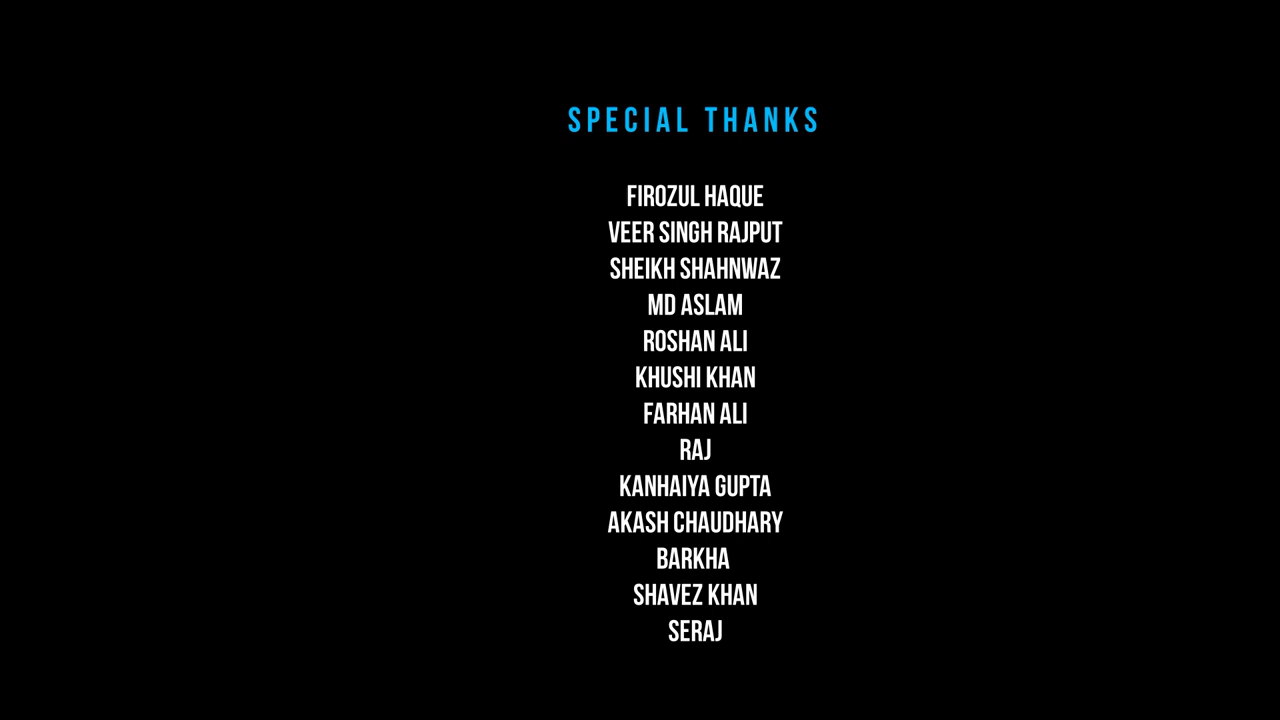 SPECIAL THANKS
FIROZUL HAQUE
VEER SINGH RAJPUT
SHEIKH SHAHNWAZ
MD ASLAM
ROSHAN ALI
KHUSHI KHAN
FARHAN ALI
RAJ
KANHAIYA GUPTA
AKASH CHAUDHARY
BARKHA
SHAVEZ KHAN
SERAJ